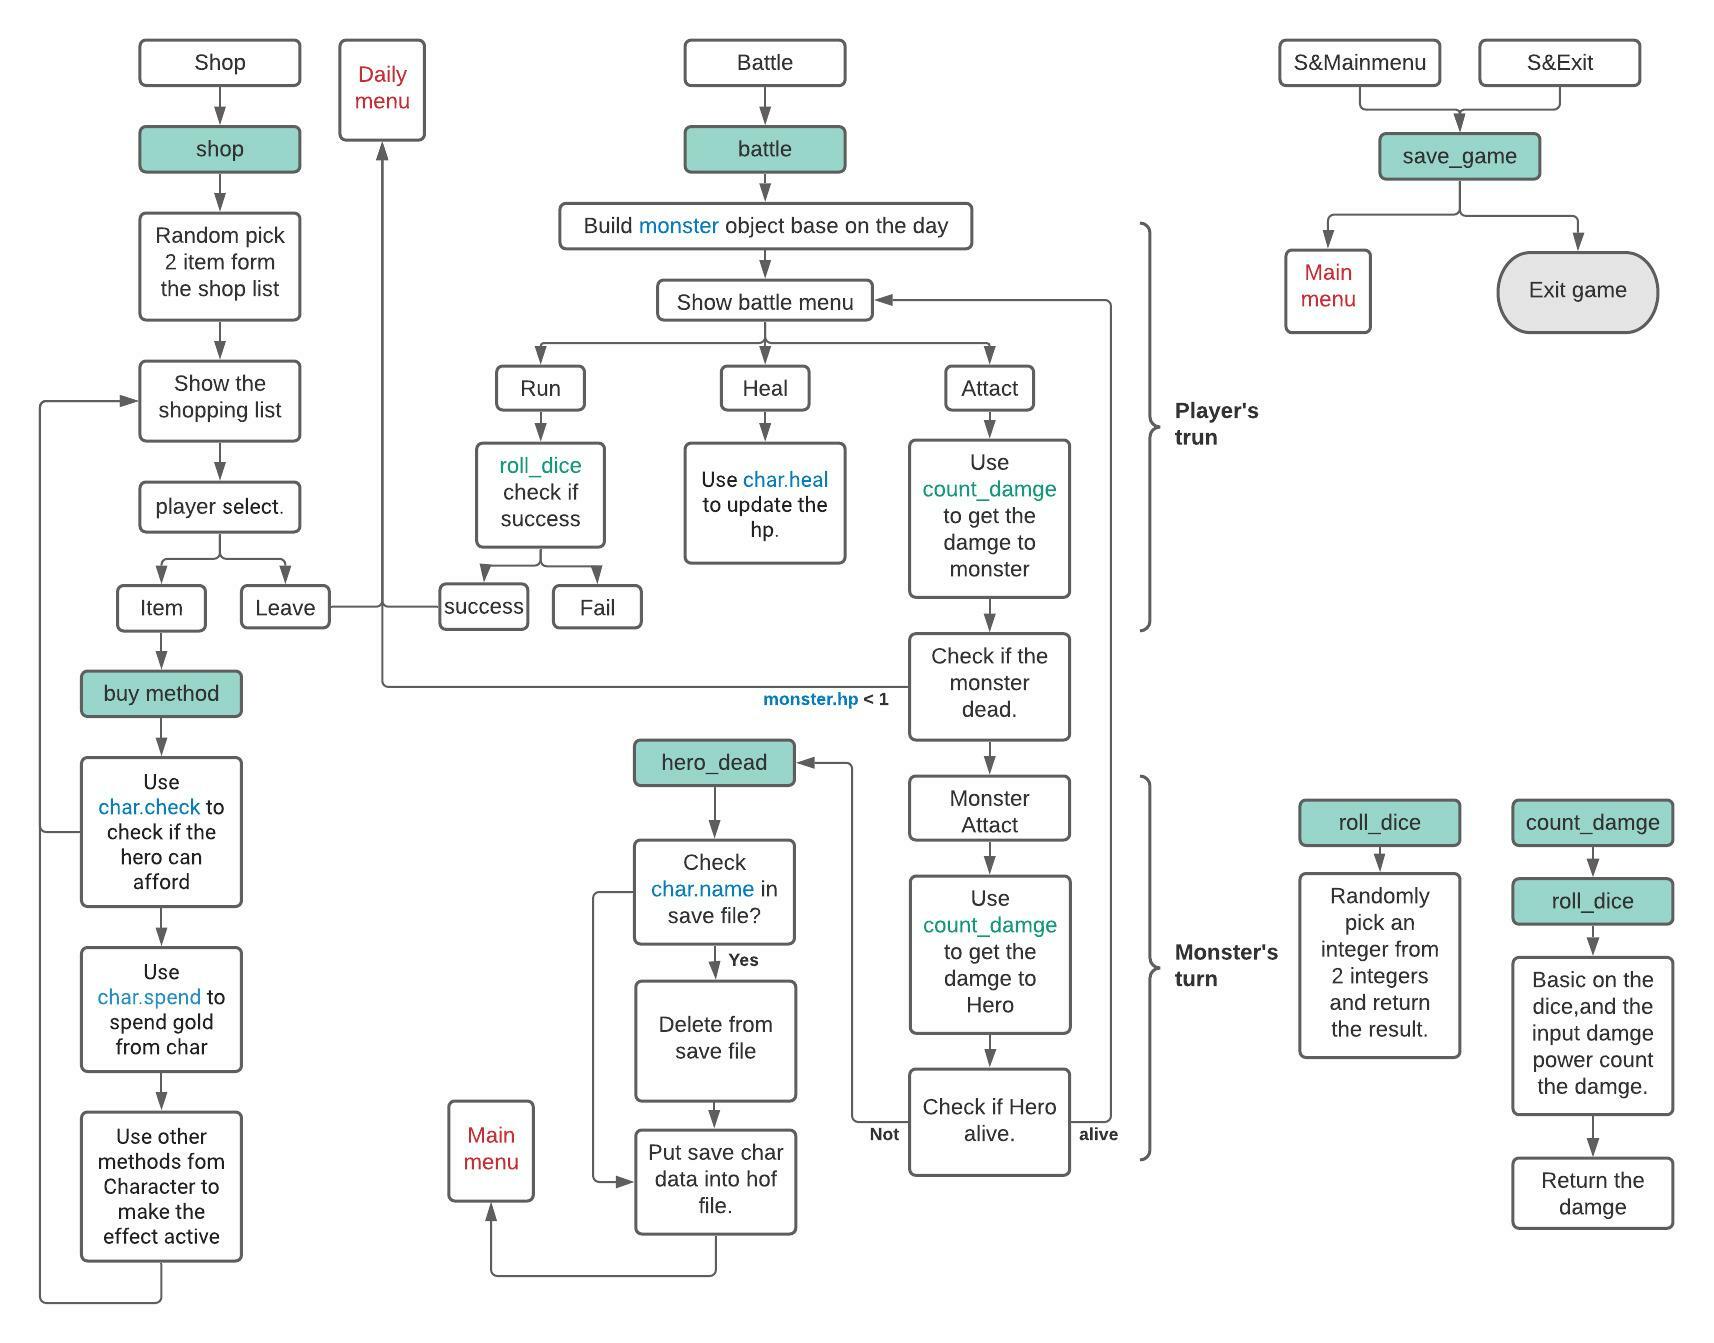 Shop
shop
Random pick
2 item form
the shop list
Show the
shopping list
player select.
Item
Leave
buy method
Use
char.check to
check if the
hero can
afford
Use
char.spend to
spend gold
from char
Use other
methods fom
Character to
make the
effect active
Daily
menu
Battle
battle
Build monster object base on the day
Show battle menu
Run
Heal
Attact
roll_dice
check if
success
success
Fail
Use char.heal
to update the
hp.
Use
count_damge
to get the
damge to
monster
Check if the
monster
dead.
monster.hp < 1
Monster
Attact
Use
count_damge
to get the
damge to
Hero
Check if Hero
alive.
Not
alive
hero_dead
Check
char.name in
save file?
Yes
Delete from
save file
Put save char
data into hof
file.
Main
menu
Player's
trun
Monster's
turn
S&Mainmenu
S&Exit
save_game
Main
menu
Exit game
roll_dice
Randomly
pick an
integer from
2 integers
and return
the result.
count_damge
roll_dice
Basic on the
dice,and the
input damge
power count
the damge.
Return the
damge